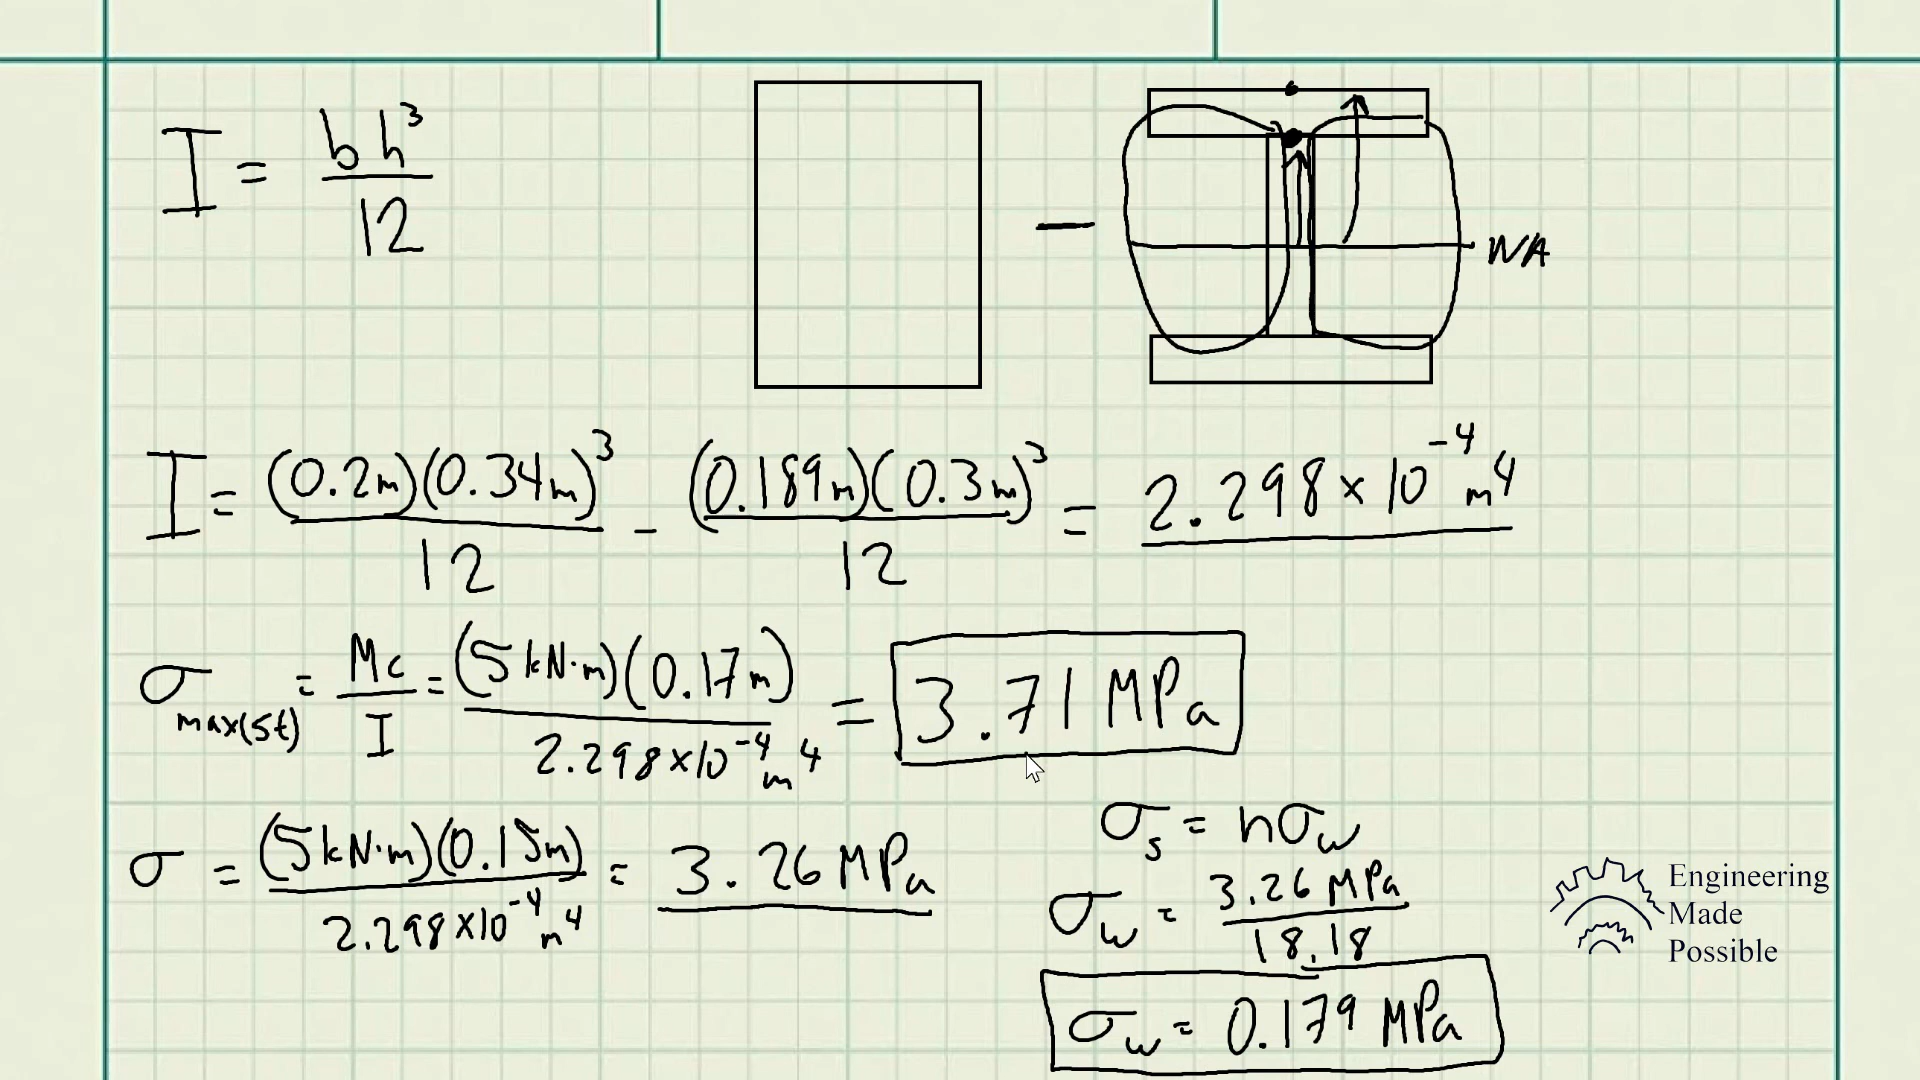 I = bh³/12
NA
I = (0.2m)(0.34m)³/12 - (0.189m)(0.3m)³/12 = 2.298×10⁻⁴ m⁴
σmax(st) = Mc/I = (5kN·m)(0.17m)/2.298×10⁻⁴ m⁴ = 3.71 MPa
σ = (5kN·m)(0.15m)/2.298×10⁻⁴ m⁴ = 3.26 MPa
σs = nσw
σw = 3.26 MPa/18.18
σw = 0.179 MPa
Engineering
Made
Possible